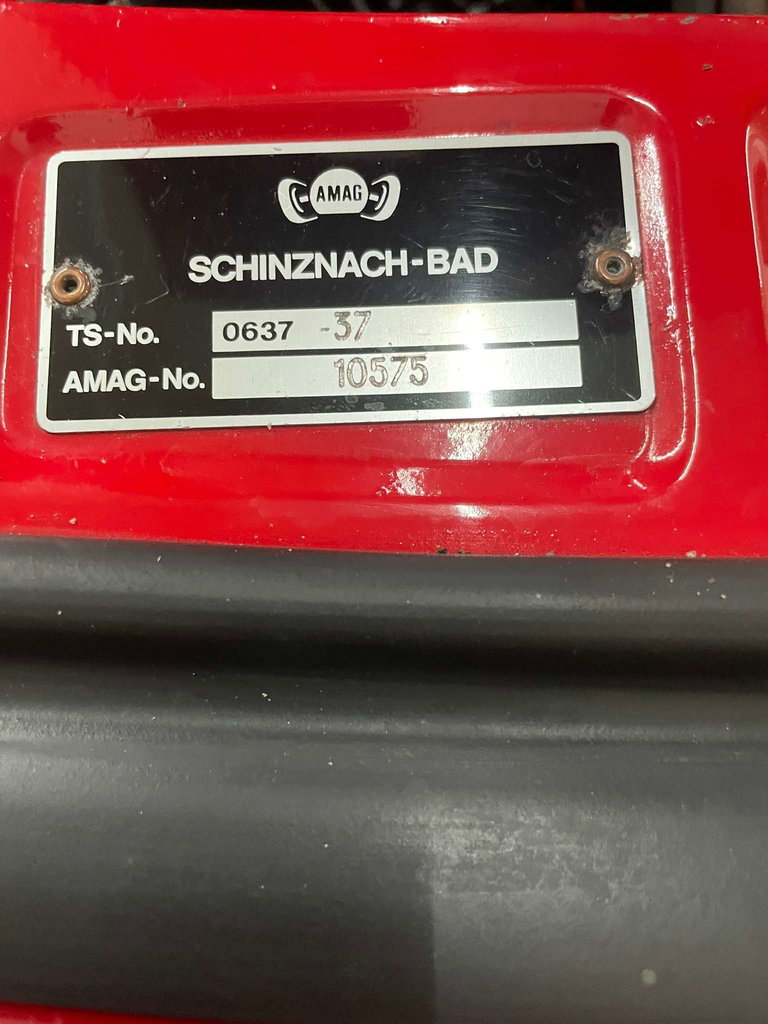 AMAG
SCHINZNACH-BAD
TS-No. 0637 -37
AMAG-No. 10575